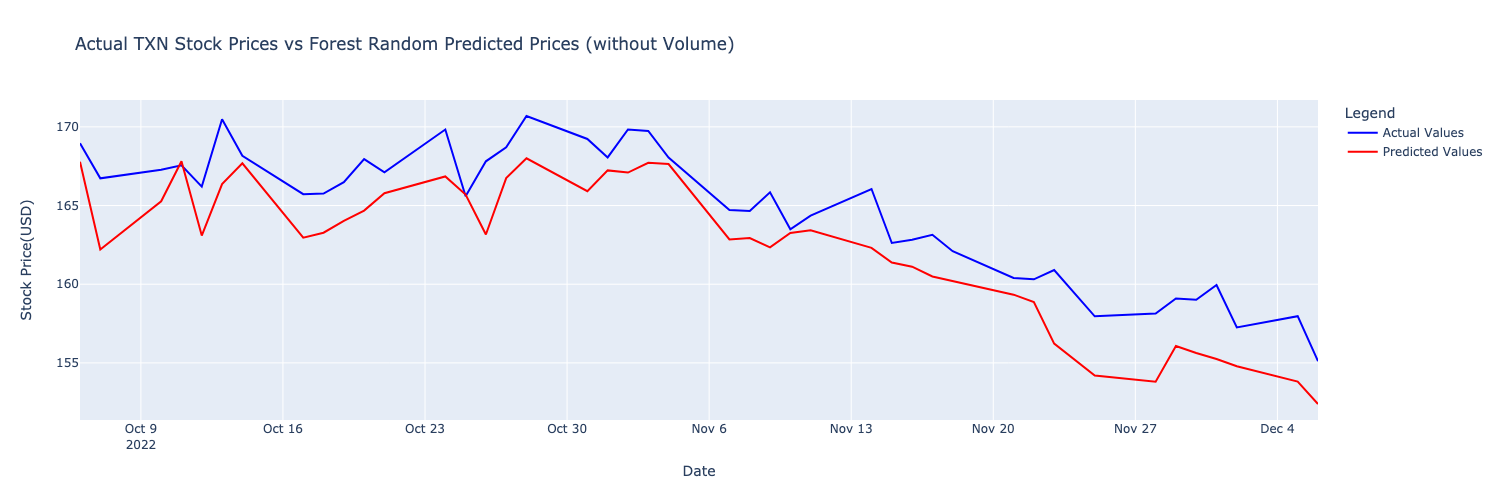 Actual TXN Stock Prices vs Forest Random Predicted Prices (without Volume)
Legend
Actual Values
Predicted Values
Stock Price(USD)
170
165
160
155
Oct 9
2022
Oct 16
Oct 23
Oct 30
Nov 6
Nov 13
Nov 20
Nov 27
Dec 4
Date